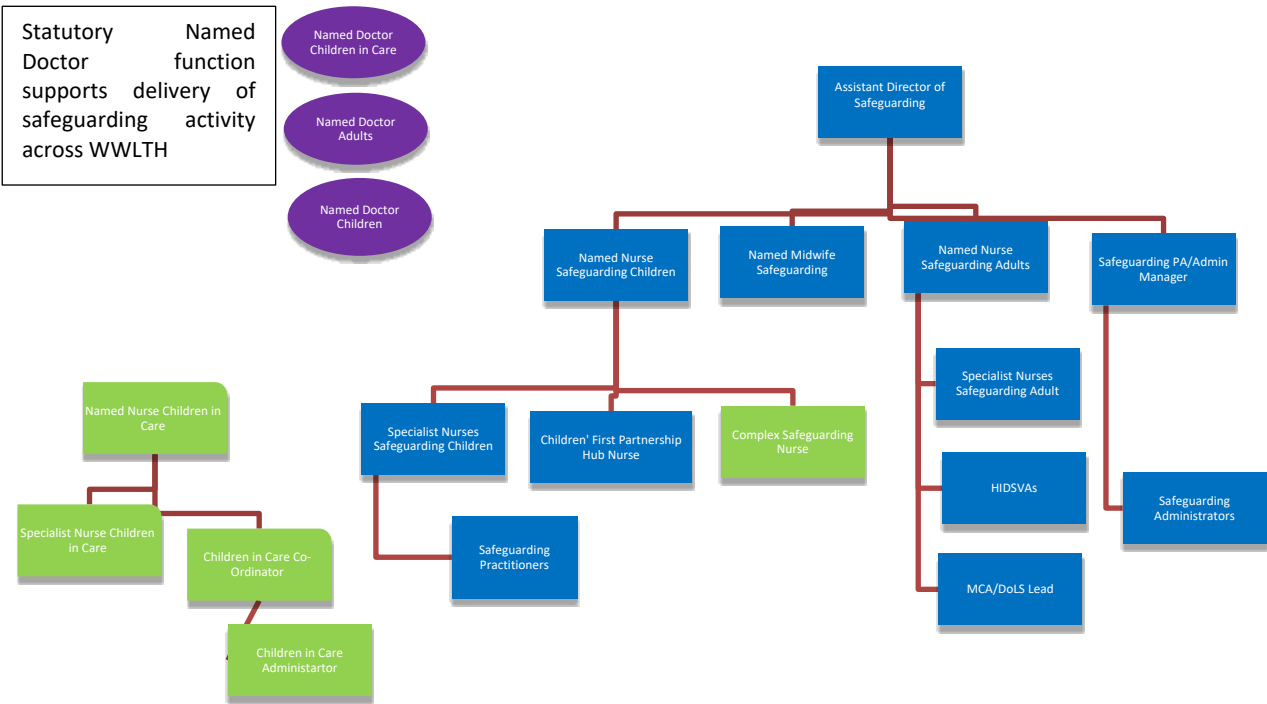 Statutory Named
Doctor function
supports delivery of
safeguarding activity
across WWLTH
Named Doctor
Children in Care
Named Doctor
Adults
Named Doctor
Children
Assistant Director of
Safeguarding
Named Nurse
Safeguarding Children
Named Midwife
Safeguarding
Named Nurse
Safeguarding Adults
Safeguarding PA/Admin
Manager
Specialist Nurses
Safeguarding Children
Children' First Partnership
Hub Nurse
Complex Safeguarding
Nurse
Specialist Nurses
Safeguarding Adult
HIDSVAs
MCA/DoLS Lead
Safeguarding
Administrators
Safeguarding
Practitioners
Named Nurse Children in
Care
Specialist Nurse Children
in Care
Children in Care Co-
Ordinator
Children in Care
Administartor